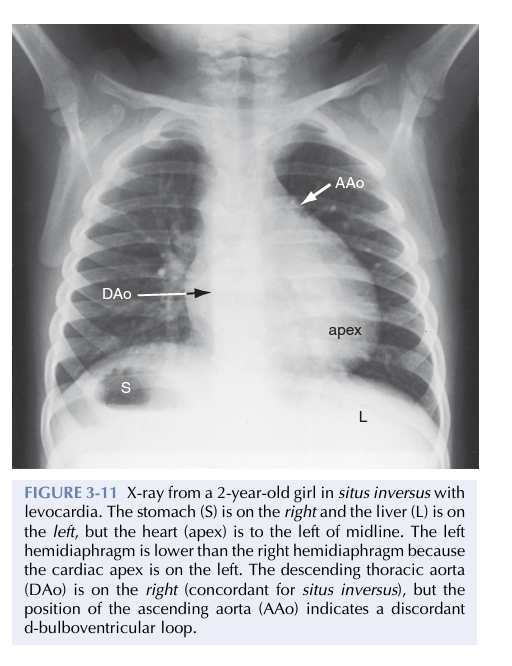 AAo
DAo
apex
S
L
FIGURE 3-11 X-ray from a 2-year-old girl in situs inversus with
levocardia. The stomach (S) is on the right and the liver (L) is on
the left, but the heart (apex) is to the left of midline. The left
hemidiaphragm is lower than the right hemidiaphragm because
the cardiac apex is on the left. The descending thoracic aorta
(DAo) is on the right (concordant for situs inversus), but the
position of the ascending aorta (AAo) indicates a discordant
d-bulboventricular loop.